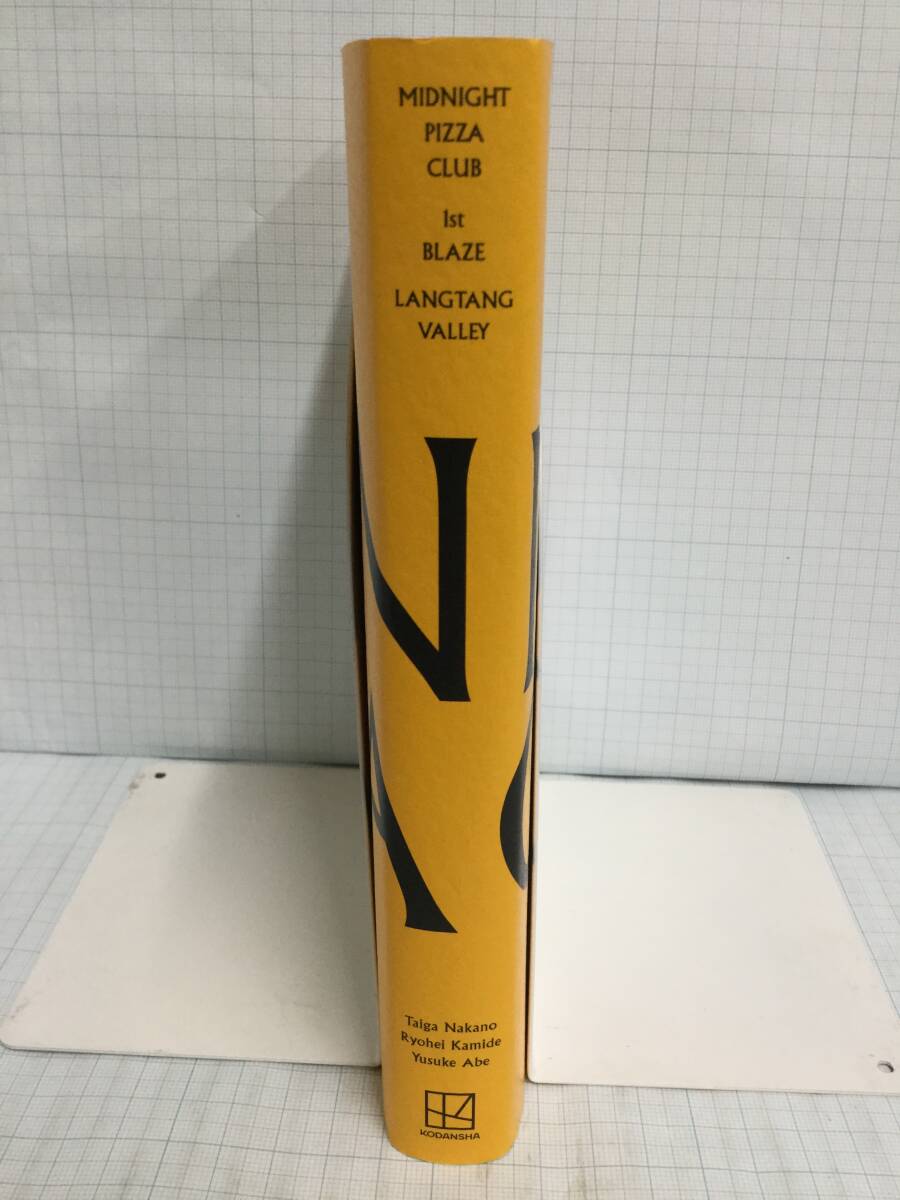 MIDNIGHT
PIZZA
CLUB
1st
BLAZE
LANGTANG
VALLEY
N
A
Taiga Nakano
Ryohei Kamide
Yusuke Abe
KODANSHA